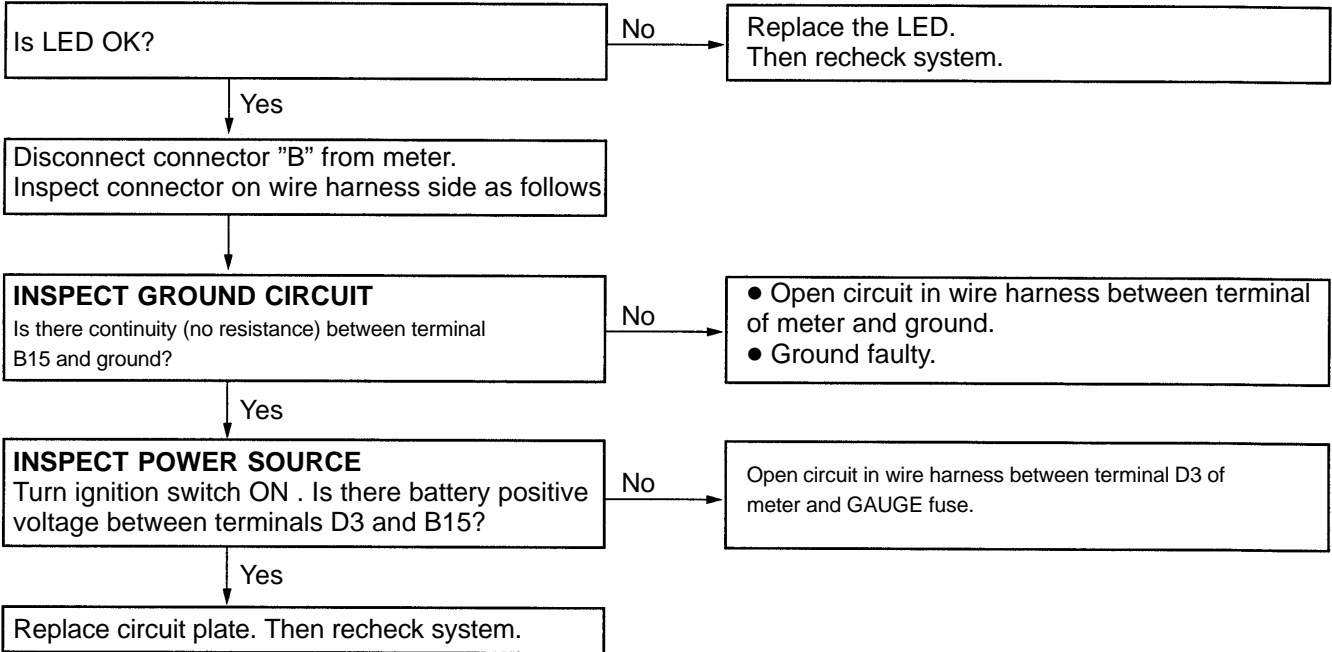 Is LED OK?
No
Replace the LED.
Then recheck system.
Yes
Disconnect connector ”B” from meter.
Inspect connector on wire harness side as follows
INSPECT GROUND CIRCUIT
Is there continuity (no resistance) between terminal
B15 and ground?
No
● Open circuit in wire harness between terminal
of meter and ground.
● Ground faulty.
Yes
INSPECT POWER SOURCE
Turn ignition switch ON . Is there battery positive
voltage between terminals D3 and B15?
No
Open circuit in wire harness between terminal D3 of
meter and GAUGE fuse.
Yes
Replace circuit plate. Then recheck system.